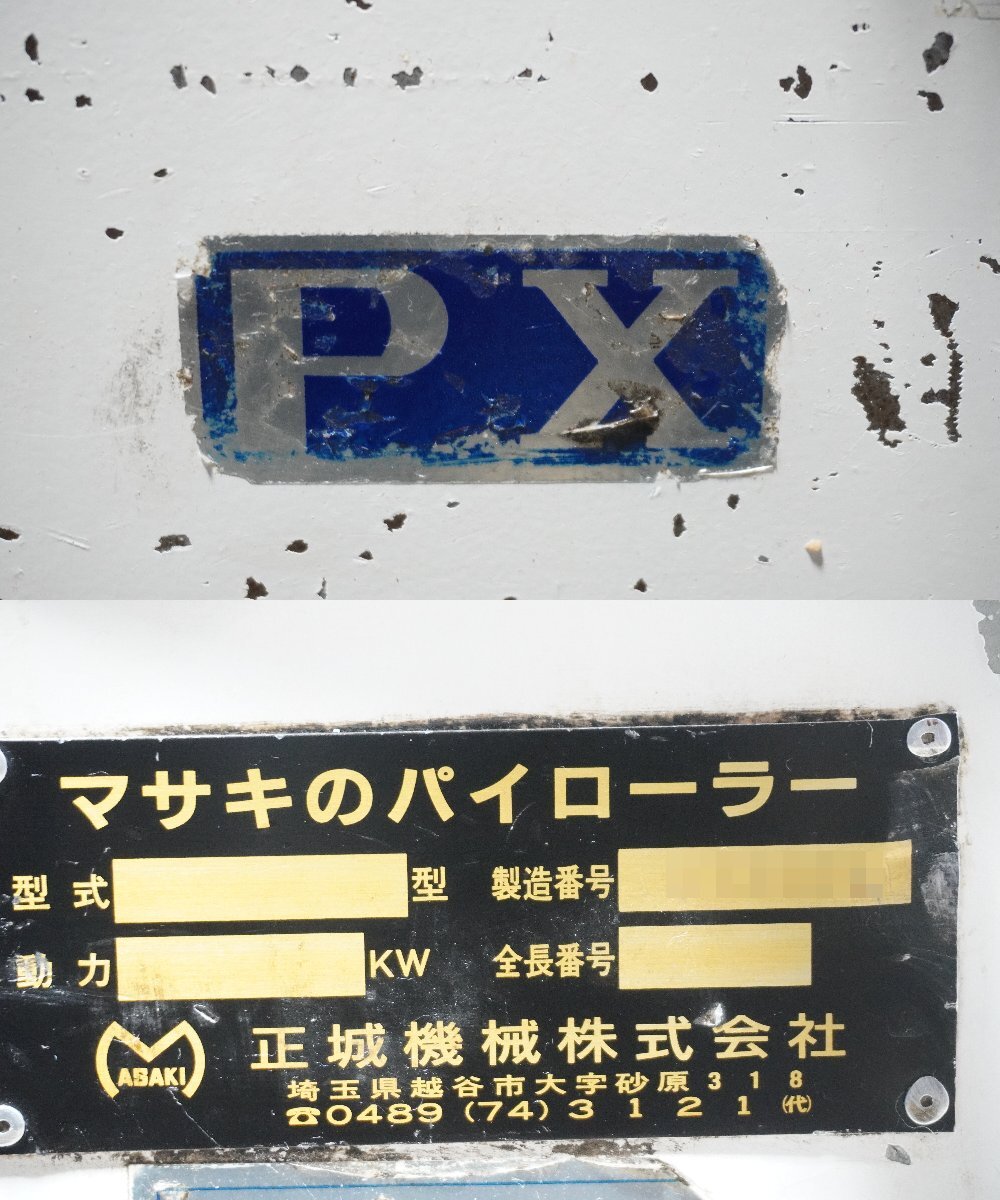 PX
マサキのパイローラー
型式 型 製造番号
動力 KW 全長番号
MASAKI 正城機械株式会社
埼玉県越谷市大字砂原318
☎0489(74)3121(代)